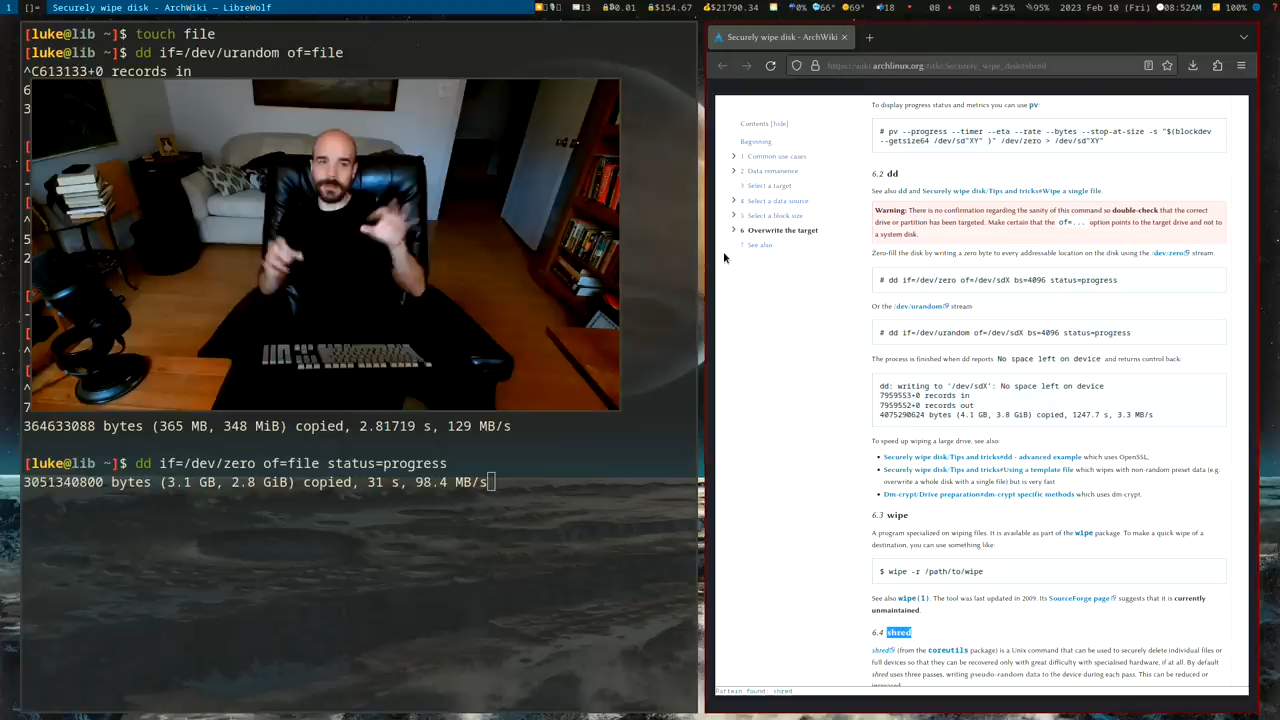 1 Securely wipe disk - ArchWiki — LibreWolf
$21790.34 $0.01 $154.67 66° 69° 18 0B 0B 25% 95% 2023 Feb 10 (Fri) 08:52AM 100%
[luke@lib ~]$ touch file
[luke@lib ~]$ dd if=/dev/urandom of=file
^C613133+0 records in
6
3
5
2
-
[
^
[
^
7
364633088 bytes (365 MB, 348 MiB) copied, 2.81719 s, 129 MB/s
Securely wipe disk - ArchWiki
archlinux.org
Contents [hide]
Beginning
1 Common use cases
2 Data remanence
3 Select a target
4 Select a data source
5 Select a block size
6 Overwrite the target
7 See also
To display progress status and metrics you can use pv:
# pv --progress --timer --eta --rate --bytes --stop-at-size -s "$(blockdev
--getsize64 /dev/sd"XY" )" /dev/zero > /dev/sd"XY"
6.2 dd
See also dd and Securely wipe disk/Tips and tricks#Wipe a single file.
Warning: There is no confirmation regarding the sanity of this command so double-check that the correct
drive or partition has been targeted. Make certain that the of=... option points to the target drive and not to
a system disk.
Zero-fill the disk by writing a zero byte to every addressable location on the disk using the /dev/zero stream.
# dd if=/dev/zero of=/dev/sdX bs=4096 status=progress
Or the /dev/urandom stream:
# dd if=/dev/urandom of=/dev/sdX bs=4096 status=progress
The process is finished when dd reports No space left on device and returns control back:
dd: writing to '/dev/sdX': No space left on device
7959553+0 records in
7959552+0 records out
4075290624 bytes (4.1 GB, 3.8 GiB) copied, 1247.7 s, 3.3 MB/s
To speed up wiping a large drive, see also:
Securely wipe disk/Tips and tricks#dd - advanced example which uses OpenSSL,
Securely wipe disk/Tips and tricks#Using a template file which wipes with non-random preset data (e.g.
overwrite a whole disk with a single file) but is very fast
Dm-crypt/Drive preparation#dm-crypt specific methods which uses dm-crypt.
6.3 wipe
A program specialized on wiping files. It is available as part of the wipe package. To make a quick wipe of a
destination, you can use something like:
$ wipe -r /path/to/wipe
See also wipe(1). The tool was last updated in 2009. Its SourceForge page suggests that it is currently
unmaintained.
6.4 shred
shred (from the coreutils package) is a Unix command that can be used to securely delete individual files or
full devices so that they can be recovered only with great difficulty with specialised hardware, if at all. By default
shred uses three passes, writing pseudo-random data to the device during each pass. This can be reduced or
Pattern found: shred